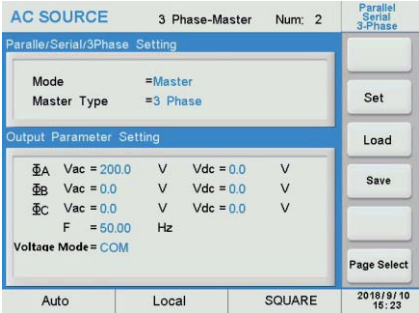 AC SOURCE 3 Phase-Master Num: 2
Parallel
Serial
3-Phase
Paralle/Serial/3Phase Setting
Mode =Master
Master Type =3 Phase
Set
Load
Save
Page Select
Output Parameter Setting
ΦA Vac = 200.0 V Vdc = 0.0 V
ΦB Vac = 0.0 V Vdc = 0.0 V
ΦC Vac = 0.0 V Vdc = 0.0 V
F = 50.00 Hz
Voltage Mode = COM
Auto Local SQUARE 2018/9/10
15:23